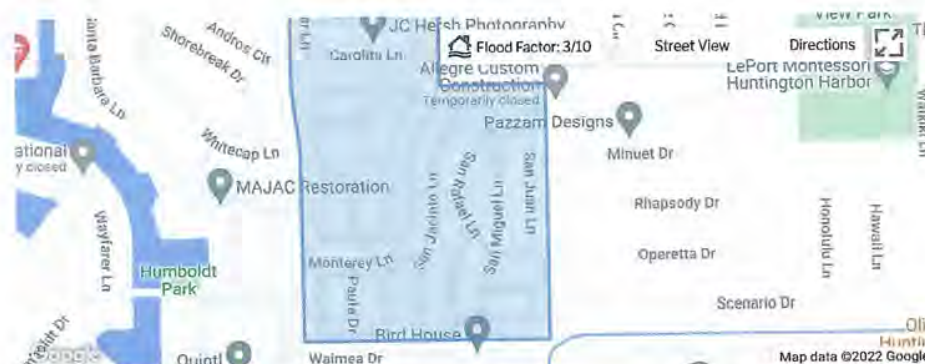 JC Hersh Photography
View Park
Andros Cir
Shorebreak Dr
Carolita Ln
Flood Factor: 3/10
Street View
Directions
Barbara Ln
Allegre Custom
Construction
Temporarily closed
LePort Montessori
Huntington Harbor
Pazzam Designs
Whitecap Ln
Minuet Dr
MAJAC Restoration
San Jacinto Ln
San Rafael Ln
San Miguel Ln
San Juan Ln
Rhapsody Dr
Honolulu Ln
Hawaii Ln
Wayfarer Ln
Monterey Ln
Operetta Dr
Humboldt
Park
Paula Dr
Scenario Dr
Bird House
Google
Waimea Dr
Map data ©2022 Google